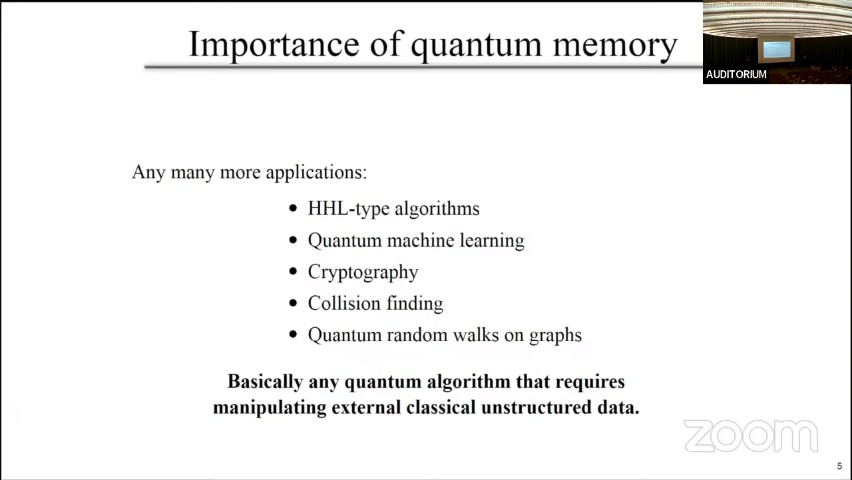 Importance of quantum memory
AUDITORIUM
Any many more applications:
• HHL-type algorithms
• Quantum machine learning
• Cryptography
• Collision finding
• Quantum random walks on graphs
Basically any quantum algorithm that requires
manipulating external classical unstructured data.
zoom
5